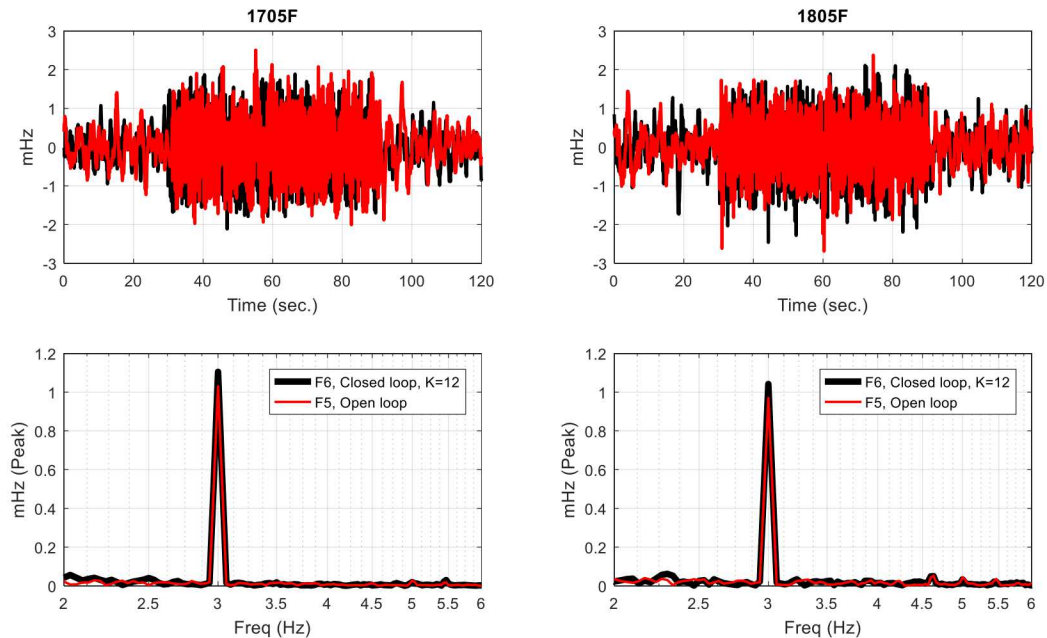 1705F
3
2
1
0
-1
-2
-3
mHz
0 20 40 60 80 100 120
Time (sec.)
1805F
3
2
1
0
-1
-2
-3
mHz
0 20 40 60 80 100 120
Time (sec.)
1.2
1
0.8
0.6
0.4
0.2
0
mHz (Peak)
F6, Closed loop, K=12
F5, Open loop
2 2.5 3 3.5 4 4.5 5 5.5 6
Freq (Hz)
1.2
1
0.8
0.6
0.4
0.2
0
mHz (Peak)
F6, Closed loop, K=12
F5, Open loop
2 2.5 3 3.5 4 4.5 5 5.5 6
Freq (Hz)